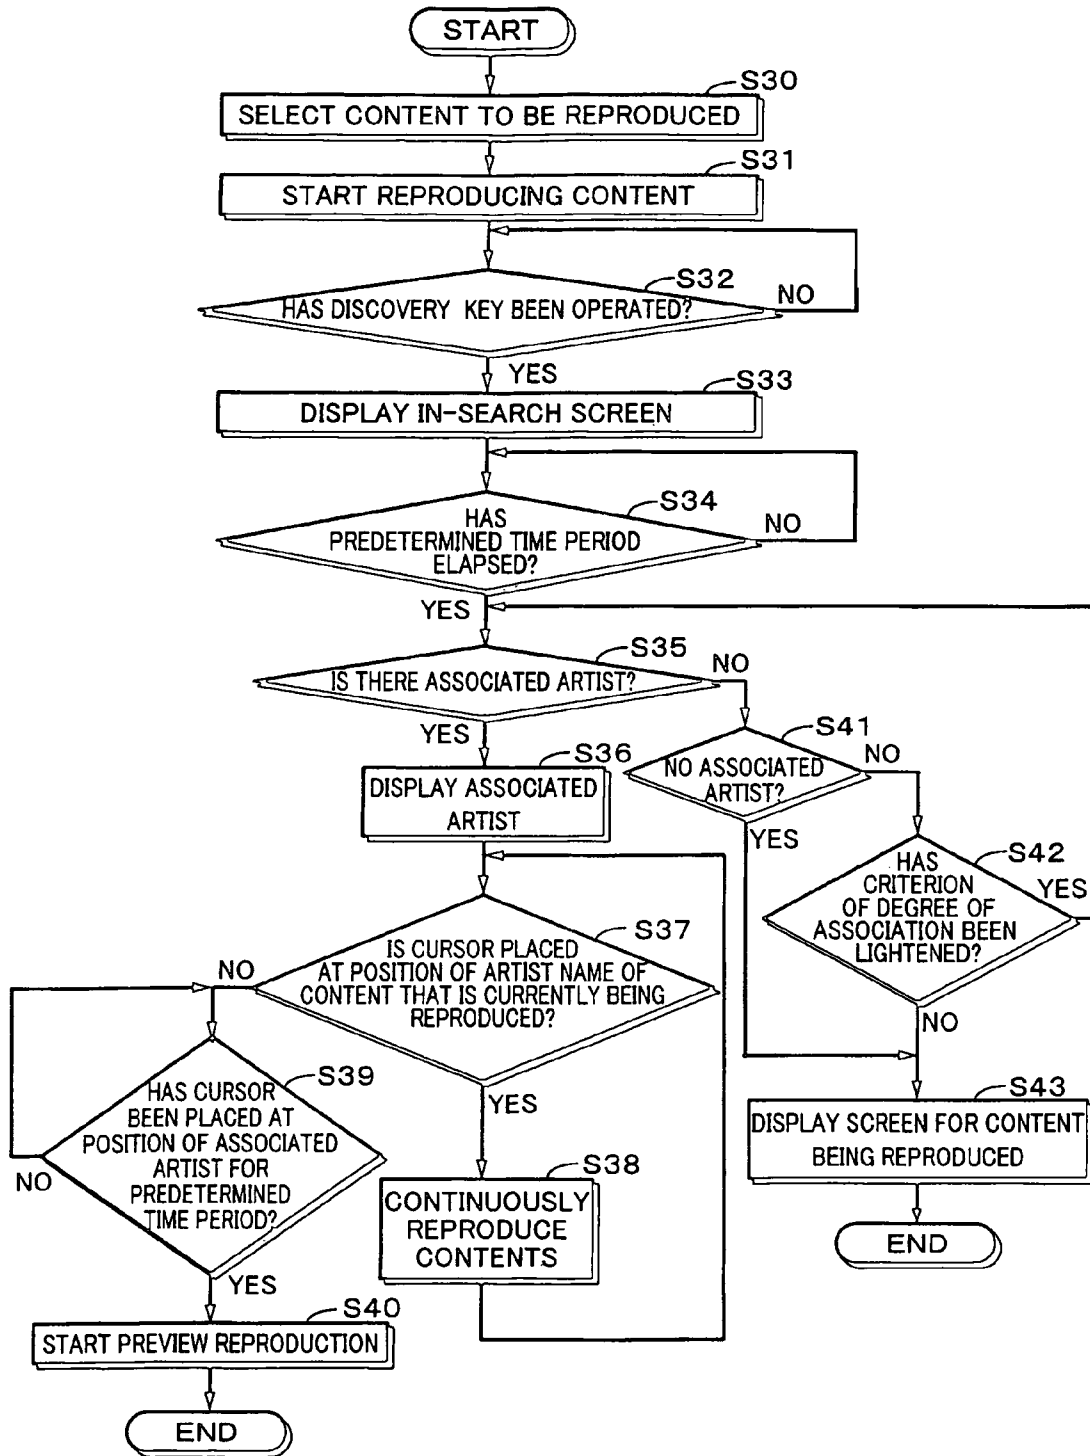 START
S30
SELECT CONTENT TO BE REPRODUCED
S31
START REPRODUCING CONTENT
S32
HAS DISCOVERY KEY BEEN OPERATED?
NO
YES
S33
DISPLAY IN-SEARCH SCREEN
S34
HAS
PREDETERMINED TIME PERIOD
ELAPSED?
NO
YES
S35
IS THERE ASSOCIATED ARTIST?
NO
YES
S36
DISPLAY ASSOCIATED
ARTIST
S41
NO ASSOCIATED
ARTIST?
NO
YES
S42
HAS
CRITERION
OF DEGREE OF
ASSOCIATION BEEN
LIGHTENED?
YES
NO
S37
IS CURSOR PLACED
AT POSITION OF ARTIST NAME OF
CONTENT THAT IS CURRENTLY BEING
REPRODUCED?
NO
YES
S39
HAS CURSOR
BEEN PLACED AT
POSITION OF ASSOCIATED
ARTIST FOR
PREDETERMINED
TIME PERIOD?
NO
YES
S38
CONTINUOUSLY
REPRODUCE
CONTENTS
S43
DISPLAY SCREEN FOR CONTENT
BEING REPRODUCED
END
S40
START PREVIEW REPRODUCTION
END